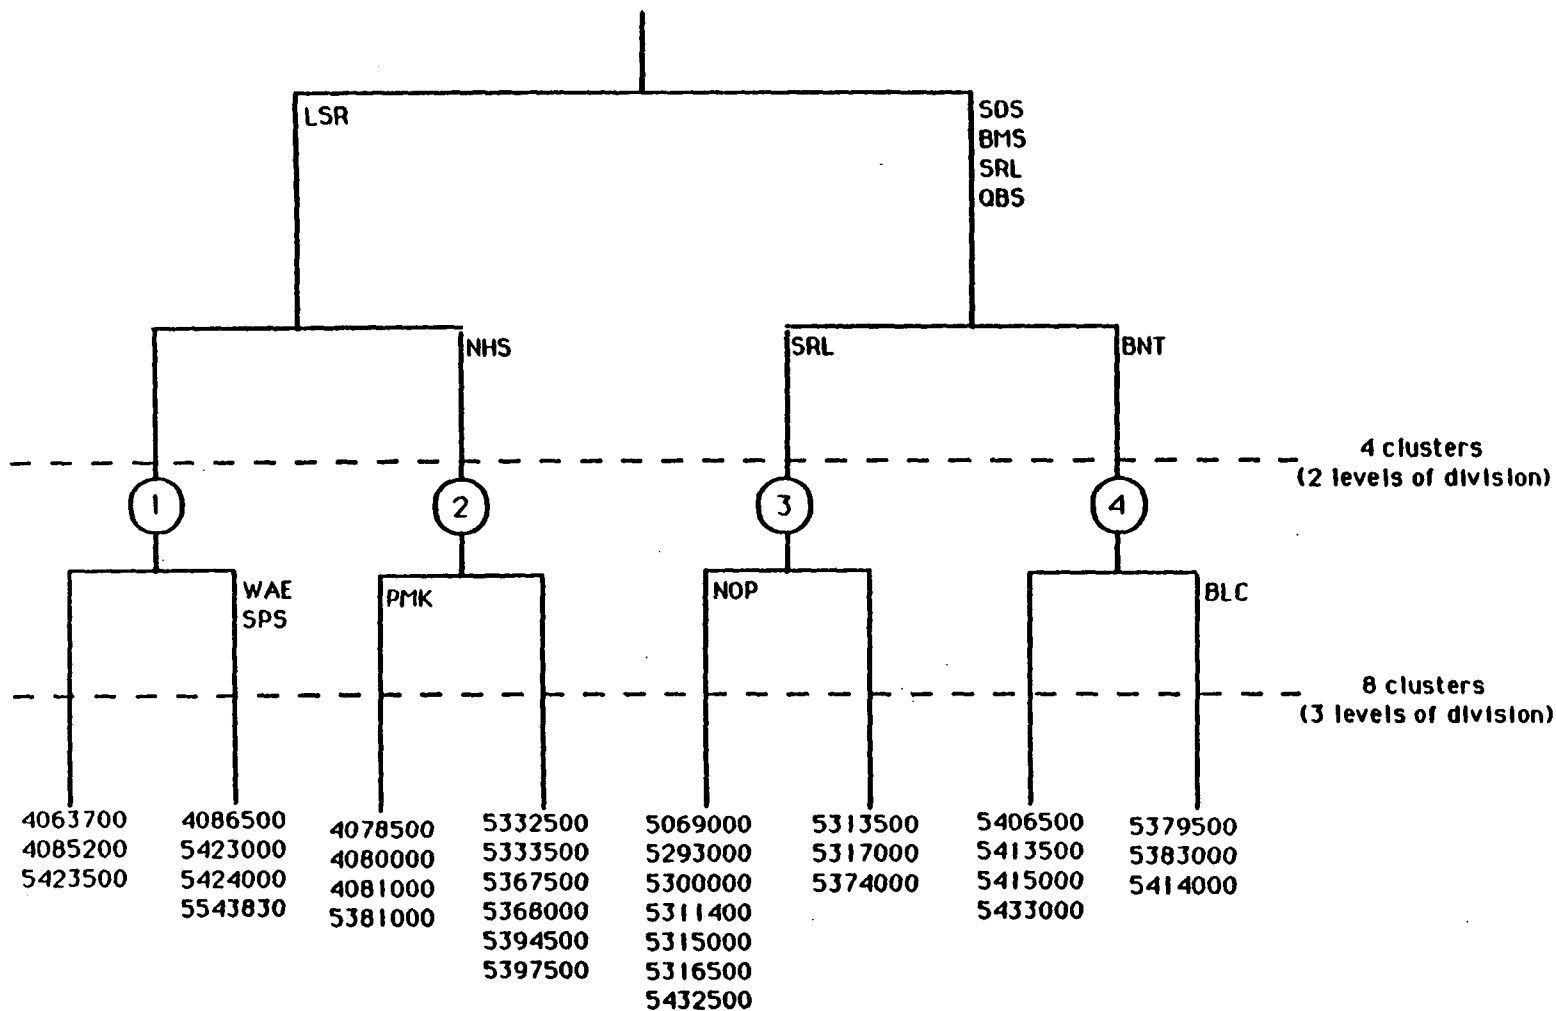 LSR
SDS
BMS
SRL
QBS
NHS
SRL
BNT
4 clusters
(2 levels of division)
1
2
3
4
WAE
SPS
PMK
NOP
BLC
8 clusters
(3 levels of division)
4063700
4085200
5423500
4086500
5423000
5424000
5543830
4078500
4080000
4081000
5381000
5332500
5333500
5367500
5368000
5394500
5397500
5069000
5293000
5300000
5311400
5315000
5316500
5432500
5313500
5317000
5374000
5406500
5413500
5415000
5433000
5379500
5383000
5414000